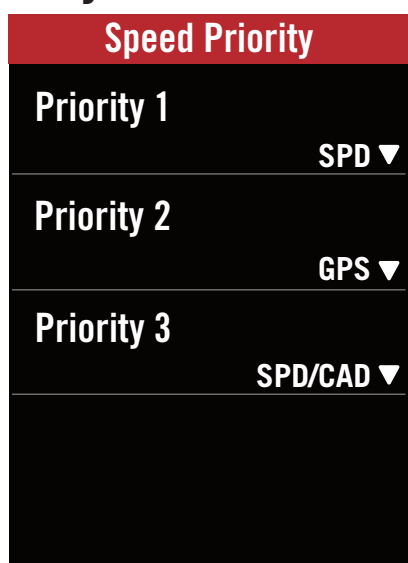 Speed Priority
Priority 1
SPD ▼
Priority 2
GPS ▼
Priority 3
SPD/CAD ▼